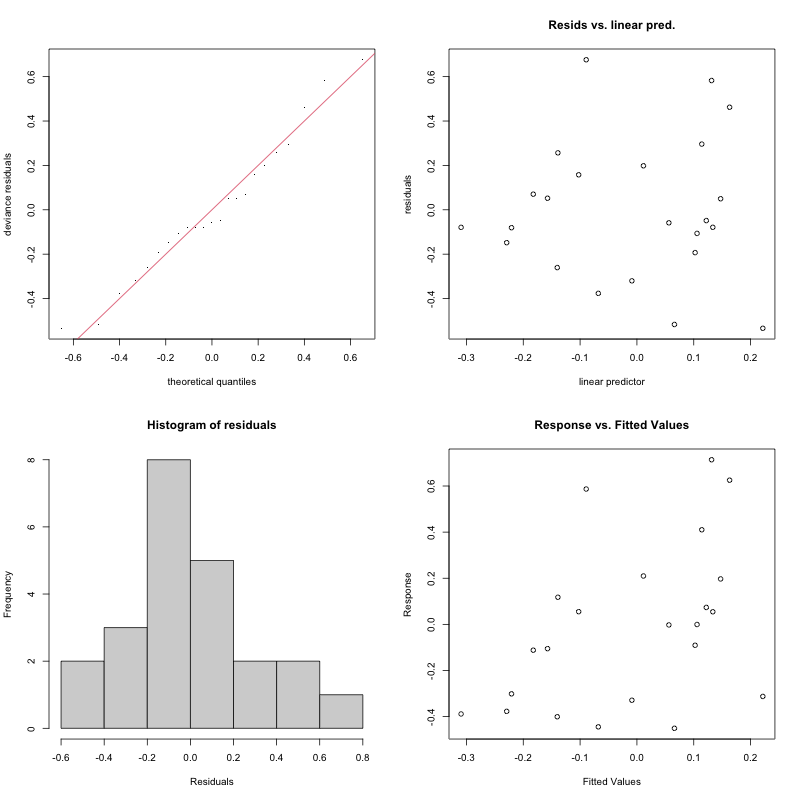 deviance residuals
0.6
0.4
0.2
0.0
-0.2
-0.4
-0.6 -0.4 -0.2 0.0 0.2 0.4 0.6
theoretical quantiles
Resids vs. linear pred.
residuals
0.6
0.4
0.2
0.0
-0.2
-0.4
-0.3 -0.2 -0.1 0.0 0.1 0.2
linear predictor
Histogram of residuals
Frequency
8
6
4
2
0
-0.6 -0.4 -0.2 0.0 0.2 0.4 0.6 0.8
Residuals
Response vs. Fitted Values
Response
0.6
0.4
0.2
0.0
-0.2
-0.4
-0.3 -0.2 -0.1 0.0 0.1 0.2
Fitted Values